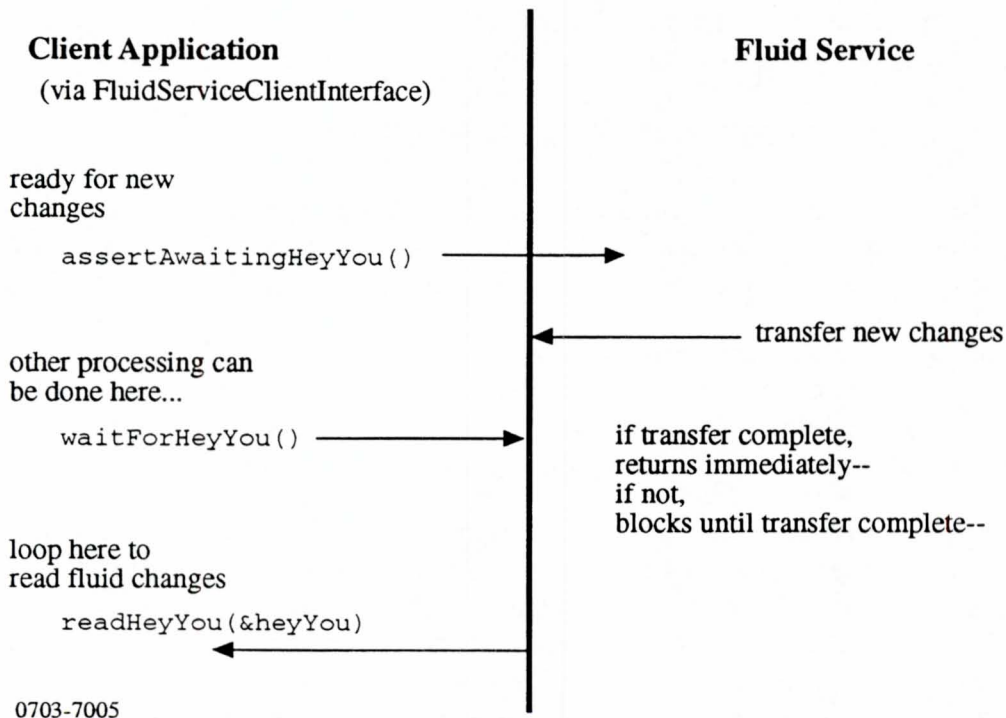 Client Application
(via FluidServiceClientInterface)
Fluid Service
ready for new
changes
assertAwaitingHeyYou()
transfer new changes
other processing can
be done here...
waitForHeyYou()
if transfer complete,
returns immediately--
if not,
blocks until transfer complete--
loop here to
read fluid changes
readHeyYou(&heyYou)
0703-7005